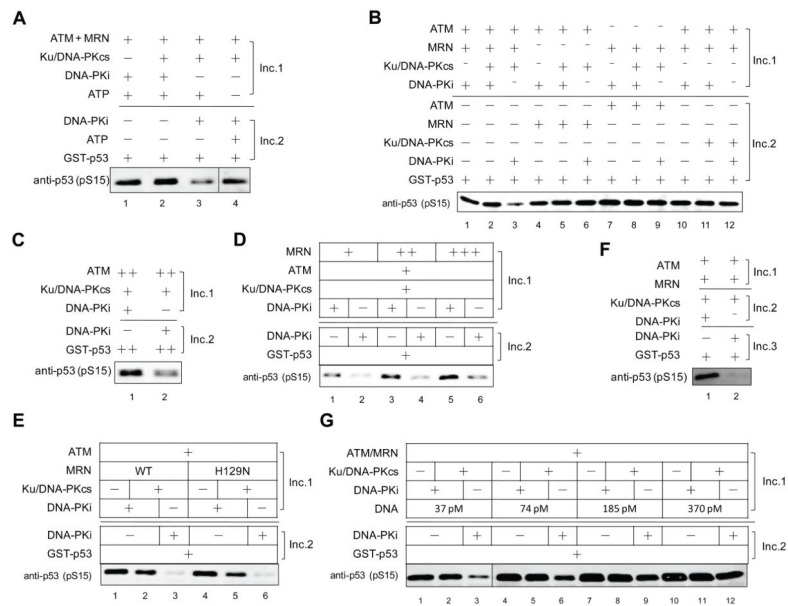 A
ATM + MRN + + + +
Ku/DNA-PKcs – + + +
DNA-PKi + + – –
ATP + + + –
Inc.1
DNA-PKi – – + +
ATP – – – +
GST-p53 + + + +
Inc.2
anti-p53 (pS15)
1 2 3 4
B
ATM + + + + + + – – – + + +
MRN + + + – – – + + + + + +
Ku/DNA-PKcs – + + – + + – + + – – –
DNA-PKi + + – + + – + + – + + –
Inc.1
ATM – – – – – – + + + – – –
MRN – – – + + + – – – – – –
Ku/DNA-PKcs – – – – – – – – – – + +
DNA-PKi – – + – – + – – + – – +
GST-p53 + + + + + + + + + + + +
Inc.2
anti-p53 (pS15)
1 2 3 4 5 6 7 8 9 10 11 12
C
ATM ++ ++
Ku/DNA-PKcs + +
DNA-PKi + –
Inc.1
DNA-PKi – +
GST-p53 ++ ++
Inc.2
anti-p53 (pS15)
1 2
D
MRN + ++ +++
ATM +
Ku/DNA-PKcs +
DNA-PKi + – + – + –
Inc.1
DNA-PKi – + – + – +
GST-p53 +
Inc.2
anti-p53 (pS15)
1 2 3 4 5 6
F
ATM + +
MRN + +
Inc.1
Ku/DNA-PKcs + +
DNA-PKi + –
Inc.2
DNA-PKi – +
GST-p53 + +
Inc.3
anti-p53 (pS15)
1 2
E
ATM +
MRN WT H129N
Ku/DNA-PKcs – + – +
DNA-PKi + – + –
Inc.1
DNA-PKi – + – +
GST-p53 +
Inc.2
anti-p53 (pS15)
1 2 3 4 5 6
G
ATM/MRN +
Ku/DNA-PKcs – + – + – + – +
DNA-PKi + – + – + – + –
DNA 37 pM 74 pM 185 pM 370 pM
Inc.1
DNA-PKi – + – + – + – +
GST-p53 +
Inc.2
anti-p53 (pS15)
1 2 3 4 5 6 7 8 9 10 11 12